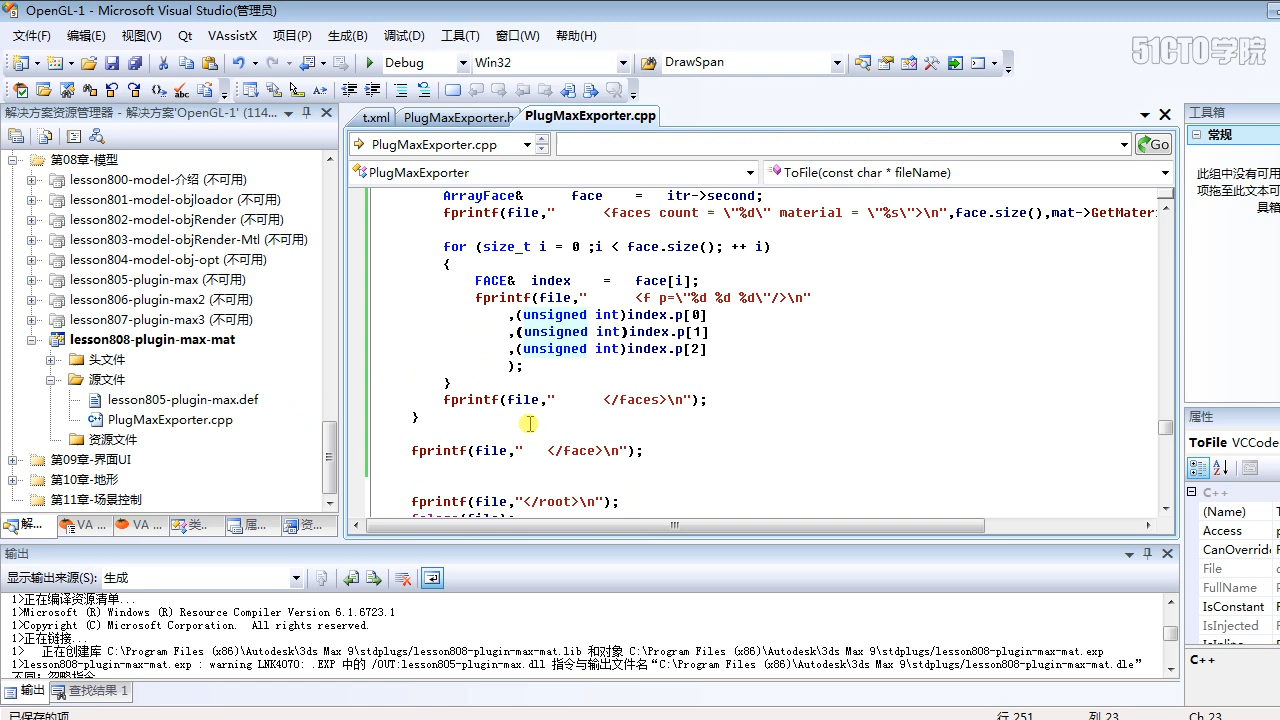 OpenGL-1 - Microsoft Visual Studio(管理员)
文件(F) 编辑(E) 视图(V) Qt VAssistX 项目(P) 生成(B) 调试(D) 工具(T) 窗口(W) 帮助(H)
51CTO学院
Debug Win32 DrawSpan
解决方案资源管理器 - 解决方案'OpenGL-1' (114...
第08章-模型
lesson800-model-介绍 (不可用)
lesson801-model-objloador (不可用)
lesson802-model-objRender (不可用)
lesson803-model-objRender-Mtl (不可用)
lesson804-model-obj-opt (不可用)
lesson805-plugin-max (不可用)
lesson806-plugin-max2 (不可用)
lesson807-plugin-max3 (不可用)
lesson808-plugin-max-mat
头文件
源文件
lesson805-plugin-max.def
PlugMaxExporter.cpp
资源文件
第09章-界面UI
第10章-地形
第11章-场景控制
解... VA ... VA ... 类... 属... 资...
t.xml PlugMaxExporter.h PlugMaxExporter.cpp
PlugMaxExporter.cpp Go
PlugMaxExporter ToFile(const char * fileName)
ArrayFace& face = itr->second;
fprintf(file," <faces count = \"%d\" material = \"%s\">\n",face.size(),mat->GetMateri
for (size_t i = 0 ;i < face.size(); ++ i)
{
FACE& index = face[i];
fprintf(file," <f p=\"%d %d %d\"/>\n"
,(unsigned int)index.p[0]
,(unsigned int)index.p[1]
,(unsigned int)index.p[2]
);
}
fprintf(file," </faces>\n");
}
fprintf(file," </face>\n");
fprintf(file,"</root>\n");
工具箱
常规
此组中没有可用
项拖至此文本可
具箱
属性
ToFile VCCode
C++
(Name)
Access
CanOverrid
File
FullName
IsConstant
IsInjected
IsInline
C++
输出
显示输出来源(S): 生成
1>正在编译资源清单...
1>Microsoft (R) Windows (R) Resource Compiler Version 6.1.6723.1
1>Copyright (C) Microsoft Corporation. All rights reserved.
1>正在链接...
1> 正在创建库 C:\Program Files (x86)\Autodesk\3ds Max 9\stdplugs/lesson808-plugin-max-mat.lib 和对象 C:\Program Files (x86)\Autodesk\3ds Max 9\stdplugs/lesson808-plugin-max-mat.exp
1>lesson808-plugin-max-mat.exp : warning LNK4070: .EXP 中的 /OUT:lesson805-plugin-max.dll 指令与输出文件名“C:\Program Files (x86)\Autodesk\3ds Max 9\stdplugs/lesson808-plugin-max-mat.dle”
不同；忽略指令
输出 查找结果 1
已保存的项 行 251 列 23 Ch 23